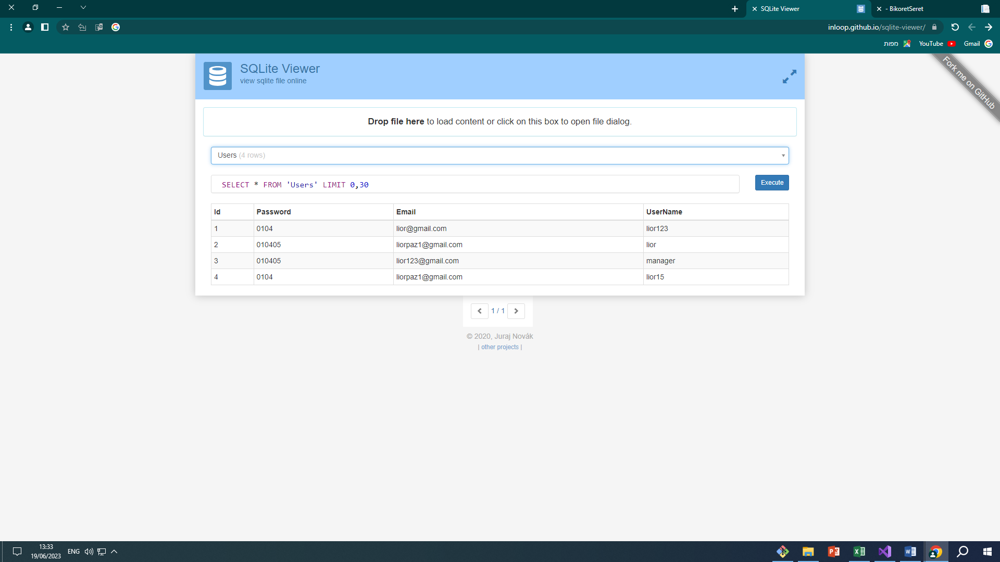 SQLite Viewer
- BikoretSeret
inloop.github.io/sqlite-viewer/
מפות
YouTube
Gmail
SQLite Viewer
view sqlite file online
Fork me on GitHub
Drop file here to load content or click on this box to open file dialog.
Users (4 rows)
SELECT * FROM 'Users' LIMIT 0,30
Execute
Id Password Email UserName
1 0104 lior@gmail.com lior123
2 010405 liorpaz1@gmail.com lior
3 010405 lior123@gmail.com manager
4 0104 liorpaz1@gmail.com lior15
1 / 1
© 2020, Juraj Novák
| other projects |
13:33
19/06/2023
ENG